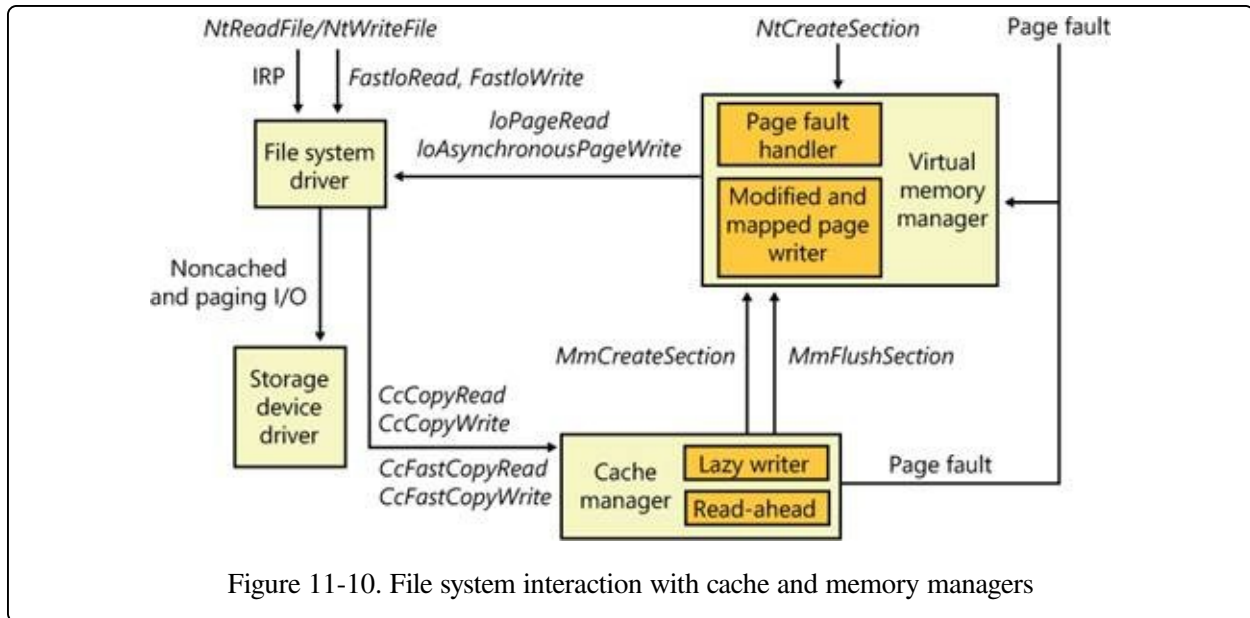 NtReadFile/NtWriteFile
NtCreateSection
Page fault
IRP
FastIoRead, FastIoWrite
IoPageRead
IoAsynchronousPageWrite
File system
driver
Page fault
handler
Modified and
mapped page
writer
Virtual
memory
manager
Noncached
and paging I/O
MmCreateSection
MmFlushSection
Storage
device
driver
CcCopyRead
CcCopyWrite
CcFastCopyRead
CcFastCopyWrite
Cache
manager
Lazy writer
Read-ahead
Page fault
Figure 11-10. File system interaction with cache and memory managers